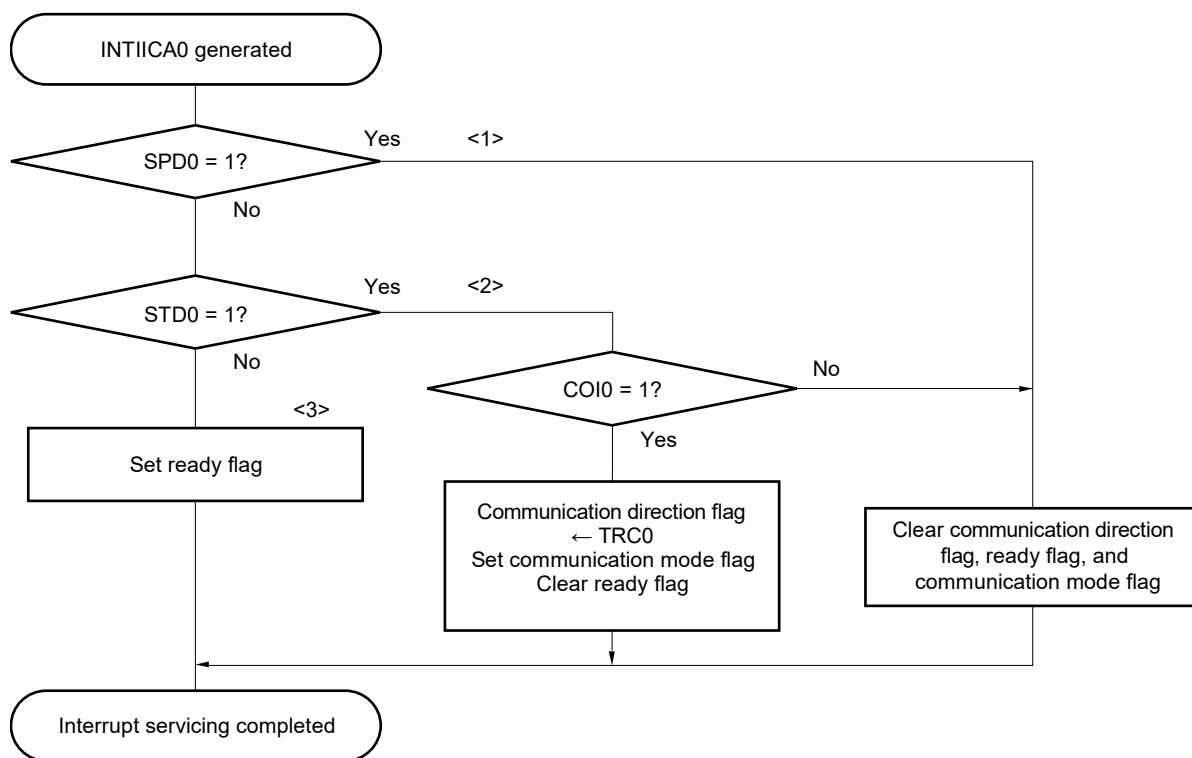 INTIICA0 generated
Yes
<1>
SPD0 = 1?
No
Yes
<2>
STD0 = 1?
No
COI0 = 1?
No
Yes
<3>
Set ready flag
Communication direction flag
← TRC0
Set communication mode flag
Clear ready flag
Clear communication direction
flag, ready flag, and
communication mode flag
Interrupt servicing completed